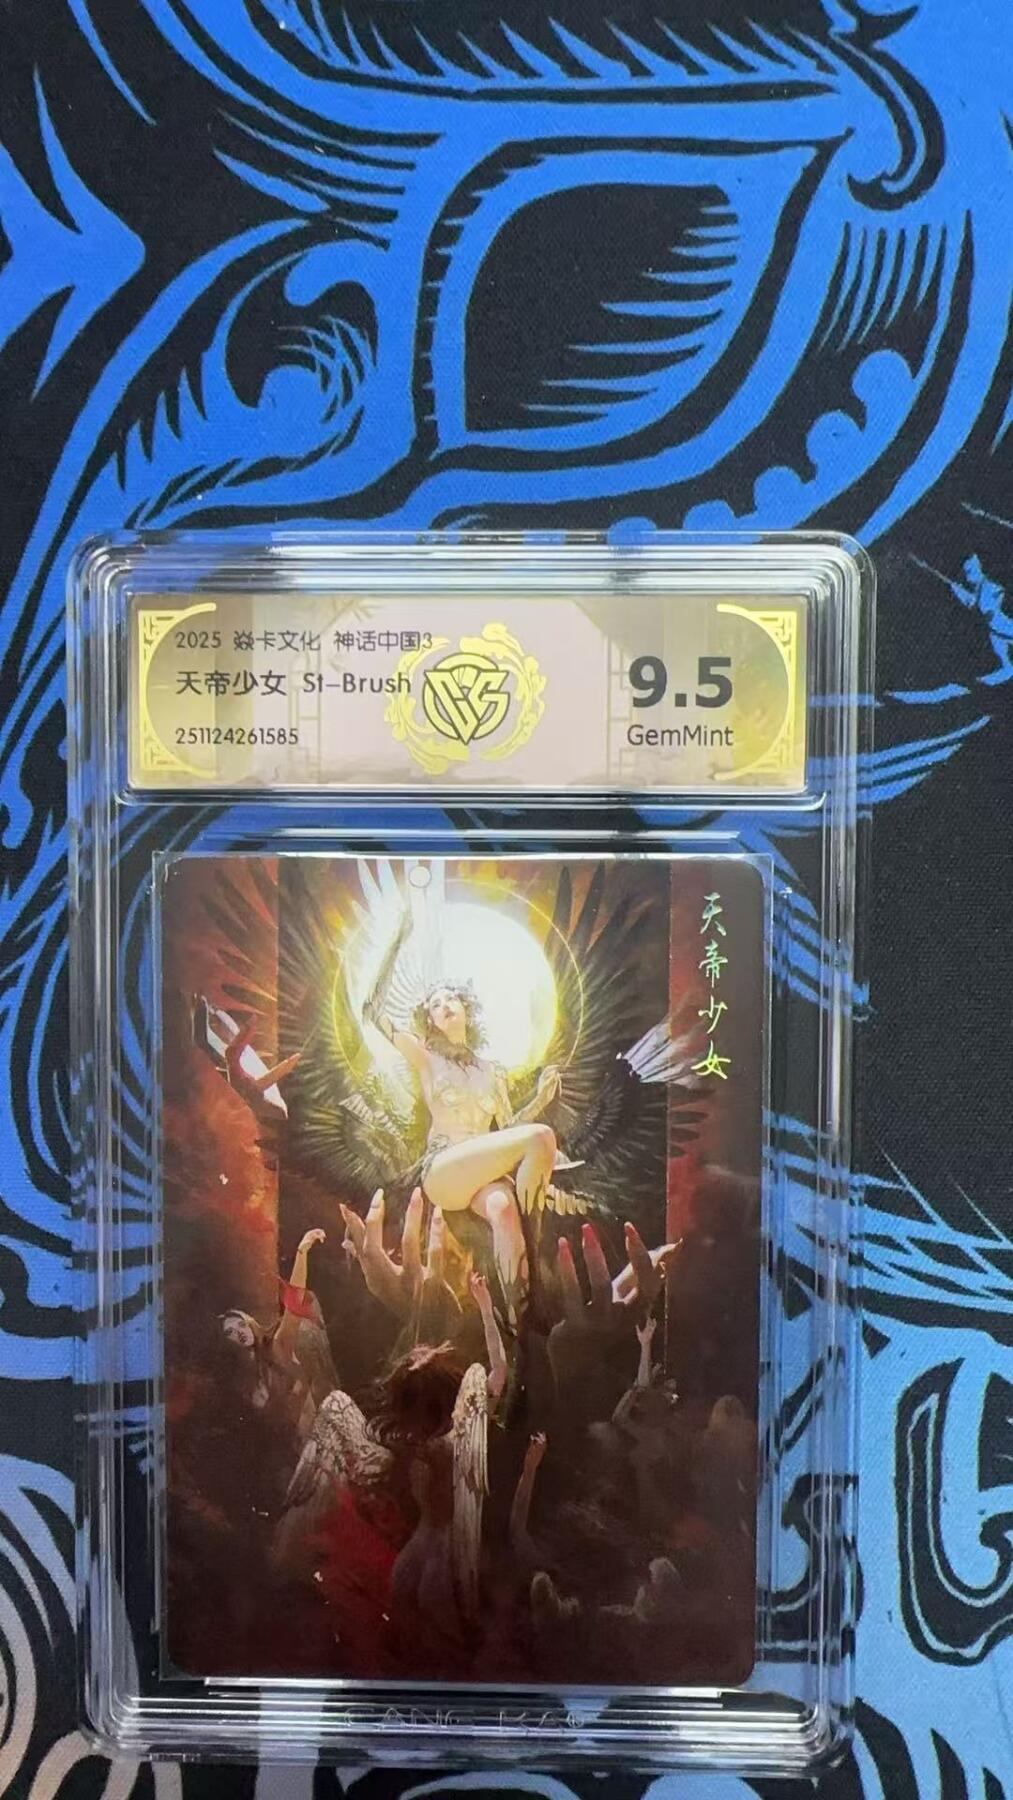 2025 焱卡文化 神话中国3
天帝少女 St-Brush
251124261585
9.5
GemMint
天帝少女